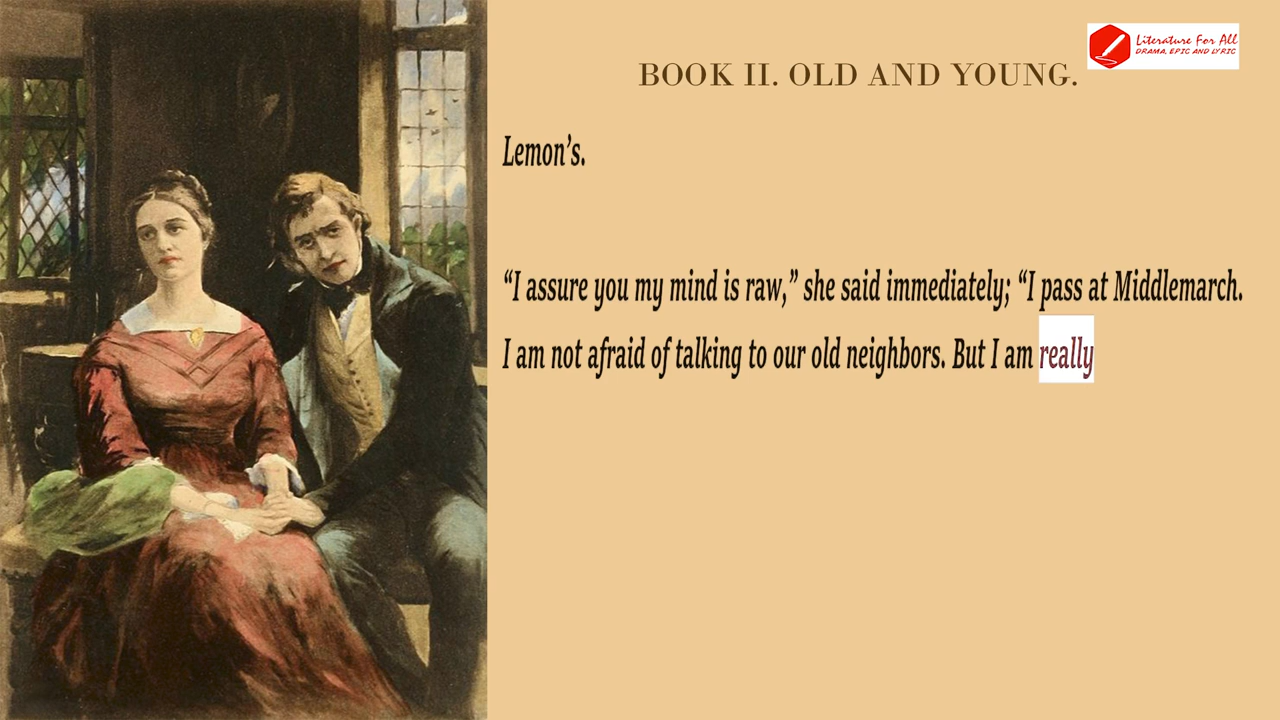 Literature For All
DRAMA, EPIC AND LYRIC
BOOK II. OLD AND YOUNG.
Lemon’s.
“I assure you my mind is raw,” she said immediately; “I pass at Middlemarch.
I am not afraid of talking to our old neighbors. But I am really